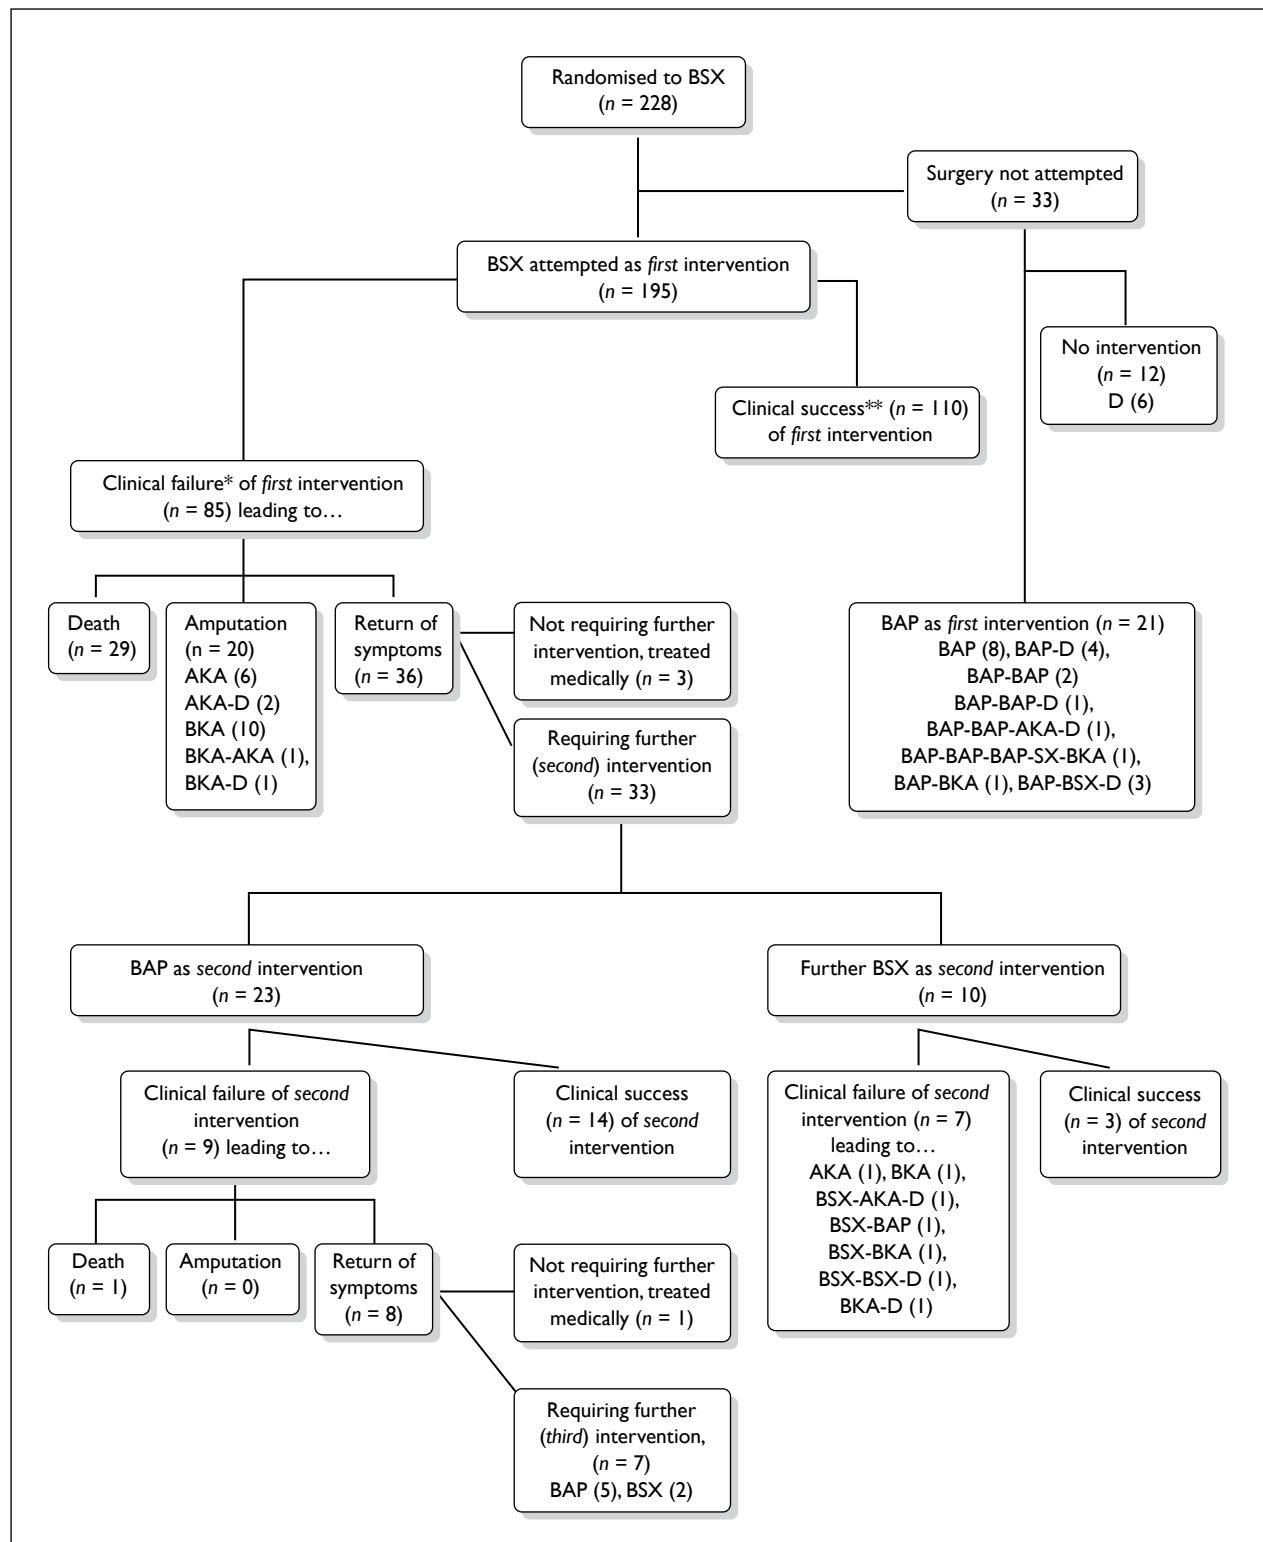 Randomised to BSX
(n = 228)
Surgery not attempted
(n = 33)
BSX attempted as first intervention
(n = 195)
No intervention
(n = 12)
D (6)
Clinical success** (n = 110)
of first intervention
Clinical failure* of first intervention
(n = 85) leading to…
Death
(n = 29)
Amputation
(n = 20)
AKA (6)
AKA-D (2)
BKA (10)
BKA-AKA (1),
BKA-D (1)
Return of
symptoms
(n = 36)
Not requiring further
intervention, treated
medically (n = 3)
Requiring further
(second) intervention
(n = 33)
BAP as first intervention (n = 21)
BAP (8), BAP-D (4),
BAP-BAP (2)
BAP-BAP-D (1),
BAP-BAP-AKA-D (1),
BAP-BAP-BAP-SX-BKA (1),
BAP-BKA (1), BAP-BSX-D (3)
BAP as second intervention
(n = 23)
Further BSX as second intervention
(n = 10)
Clinical failure of second
intervention
(n = 9) leading to…
Clinical success
(n = 14) of second
intervention
Clinical failure of second
intervention (n = 7)
leading to…
AKA (1), BKA (1),
BSX-AKA-D (1),
BSX-BAP (1),
BSX-BKA (1),
BSX-BSX-D (1),
BKA-D (1)
Clinical success
(n = 3) of second
intervention
Death
(n = 1)
Amputation
(n = 0)
Return of
symptoms
(n = 8)
Not requiring further
intervention, treated
medically (n = 1)
Requiring further
(third) intervention,
(n = 7)
BAP (5), BSX (2)